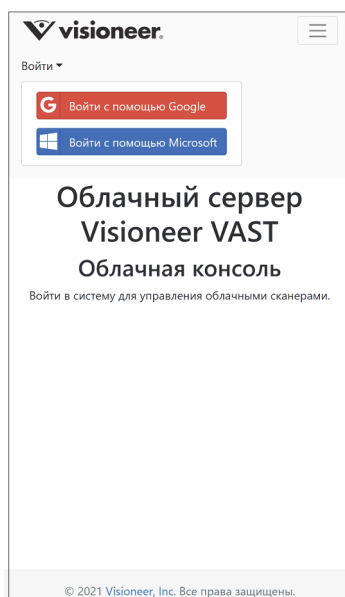 visioneer.
Войти
Войти с помощью Google
Войти с помощью Microsoft
Облачный сервер
Visioneer VAST
Облачная консоль
Войти в систему для управления облачными сканерами.
© 2021 Visioneer, Inc. Все права защищены.